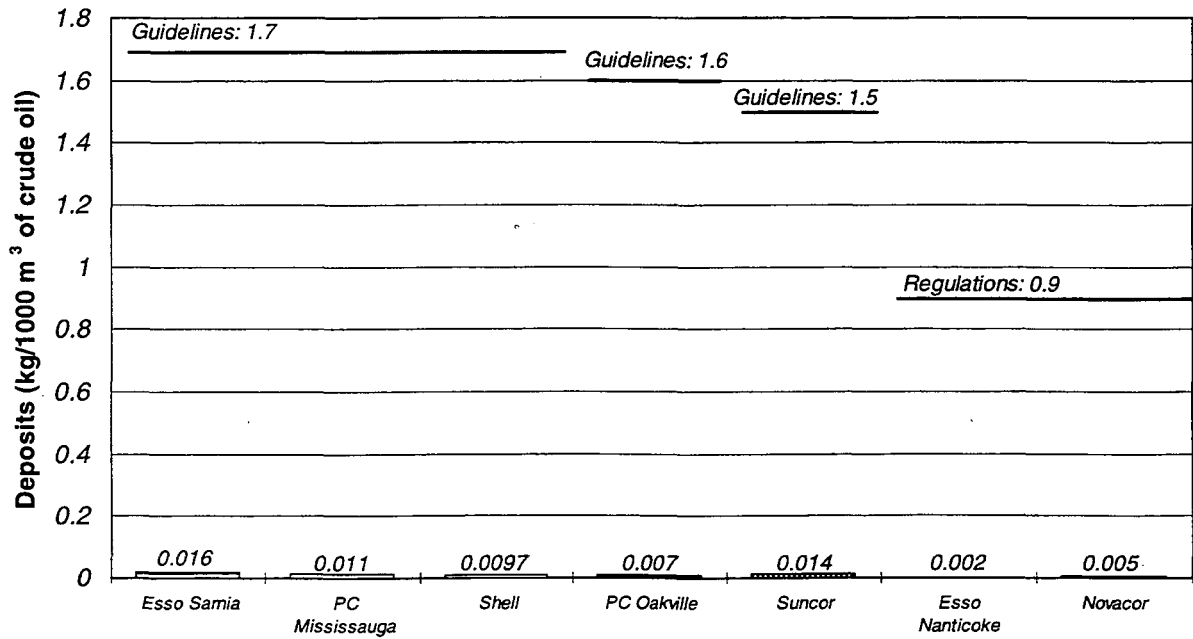 1.8
Guidelines: 1.7
Guidelines: 1.6
1.6
Guidelines: 1.5
1.4
1.2
1
Regulations: 0.9
0.8
0.6
0.4
0.2
0
Deposits (kg/1000 m³ of crude oil)
0.016
0.011
0.0097
0.007
0.014
0.002
0.005
Esso Sarnia
PC
Mississauga
Shell
PC Oakville
Suncor
Esso
Nanticoke
Novacor